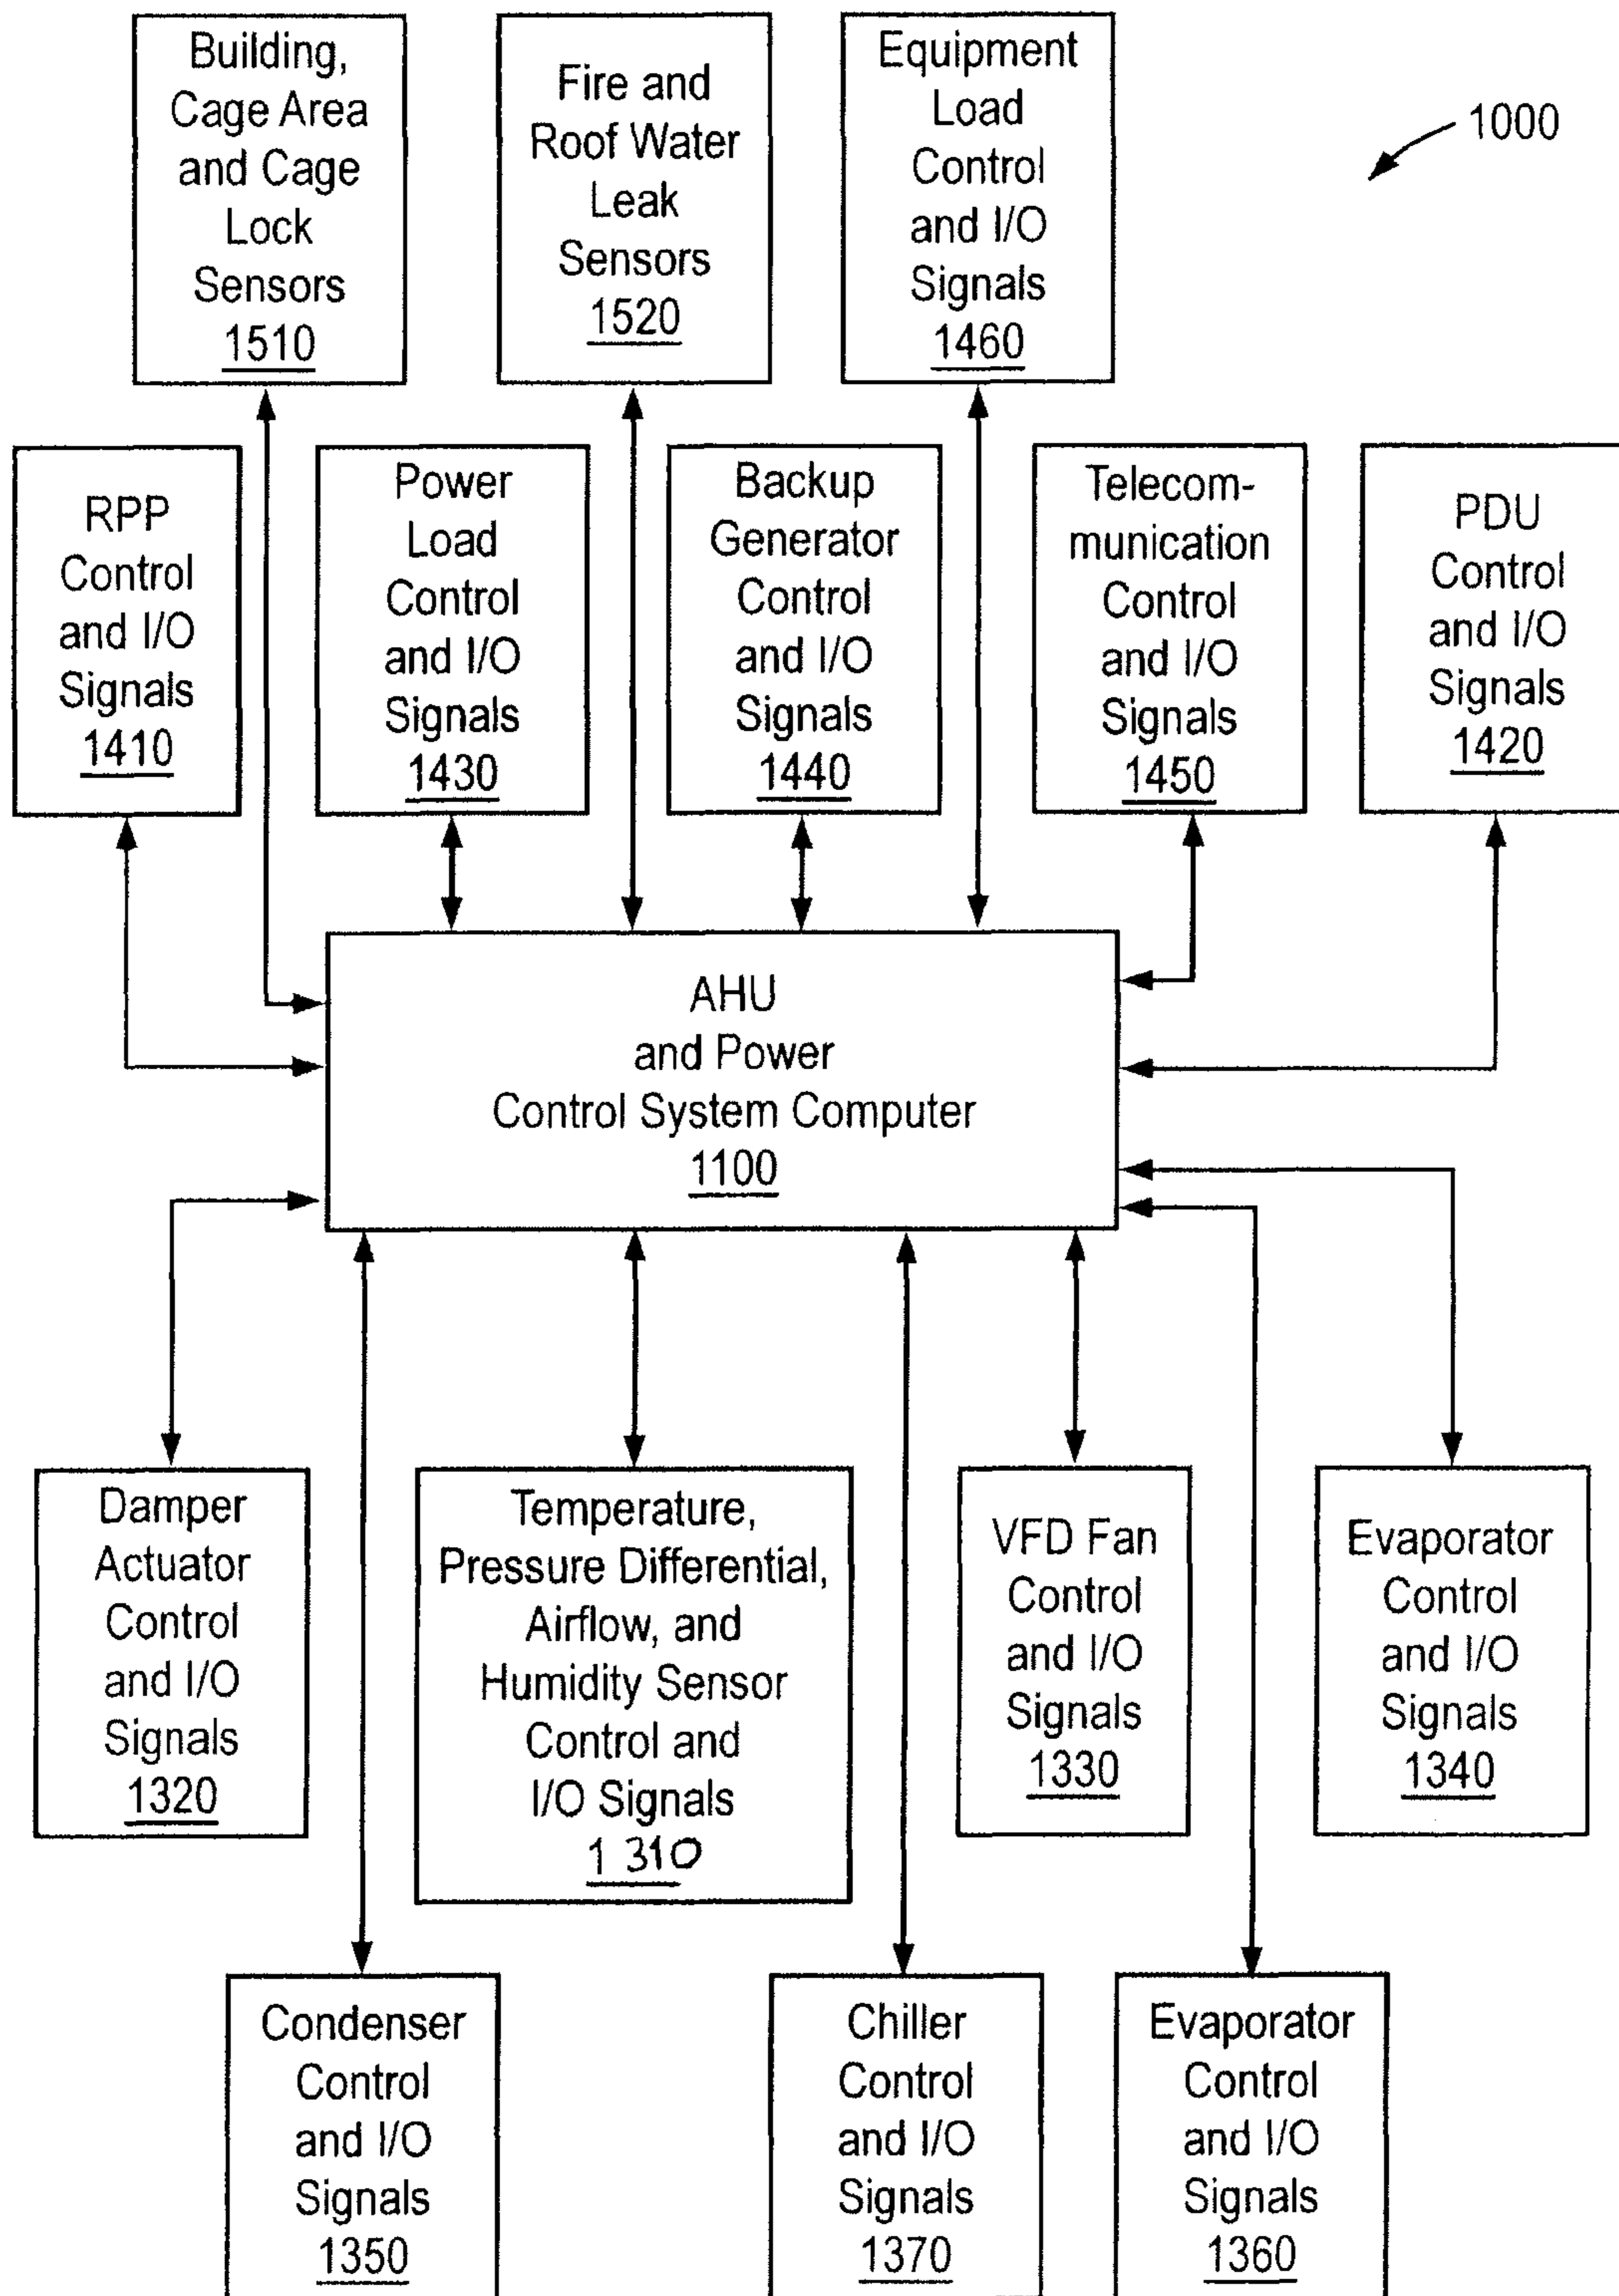 Building,
Cage Area
and Cage
Lock
Sensors
1510
Fire and
Roof Water
Leak
Sensors
1520
Equipment
Load
Control
and I/O
Signals
1460
1000
RPP
Control
and I/O
Signals
1410
Power
Load
Control
and I/O
Signals
1430
Backup
Generator
Control
and I/O
Signals
1440
Telecom-
munication
Control
and I/O
Signals
1450
PDU
Control
and I/O
Signals
1420
AHU
and Power
Control System Computer
1100
Damper
Actuator
Control
and I/O
Signals
1320
Temperature,
Pressure Differential,
Airflow, and
Humidity Sensor
Control and
I/O Signals
1 310
VFD Fan
Control
and I/O
Signals
1330
Evaporator
Control
and I/O
Signals
1340
Condenser
Control
and I/O
Signals
1350
Chiller
Control
and I/O
Signals
1370
Evaporator
Control
and I/O
Signals
1360